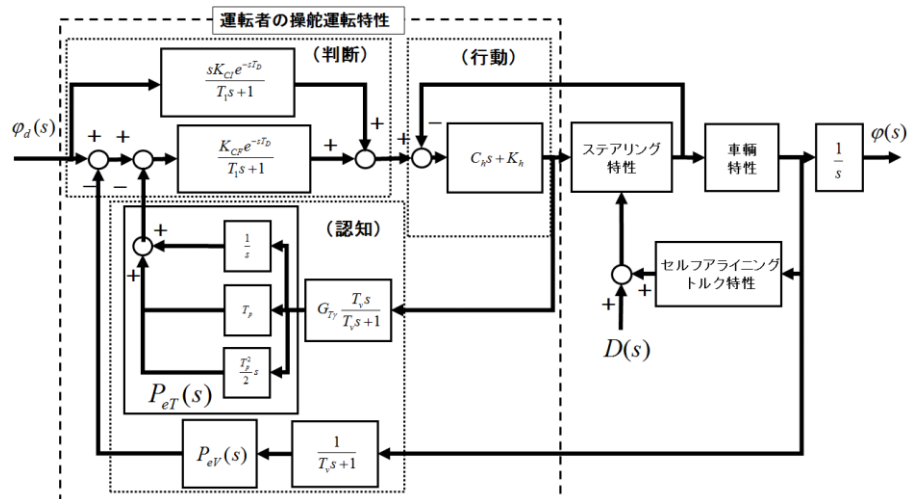 運転者の操舵運転特性
(判断)
(行動)
sK_{CI}e^{-sT_D}
T_1s+1
φ_d(s)
+
+
K_{CF}e^{-sT_D}
T_1s+1
+
+
+
−
C_hs+K_h
ステアリング
特性
車輌
特性
1
s
φ(s)
−
−
(認知)
+
+
1
s
T_p
T_p^2
2
s
P_{eT}(s)
G_{Tγ}
T_vs
T_vs+1
セルフアライニング
トルク特性
+
+
D(s)
P_{eV}(s)
1
T_vs+1